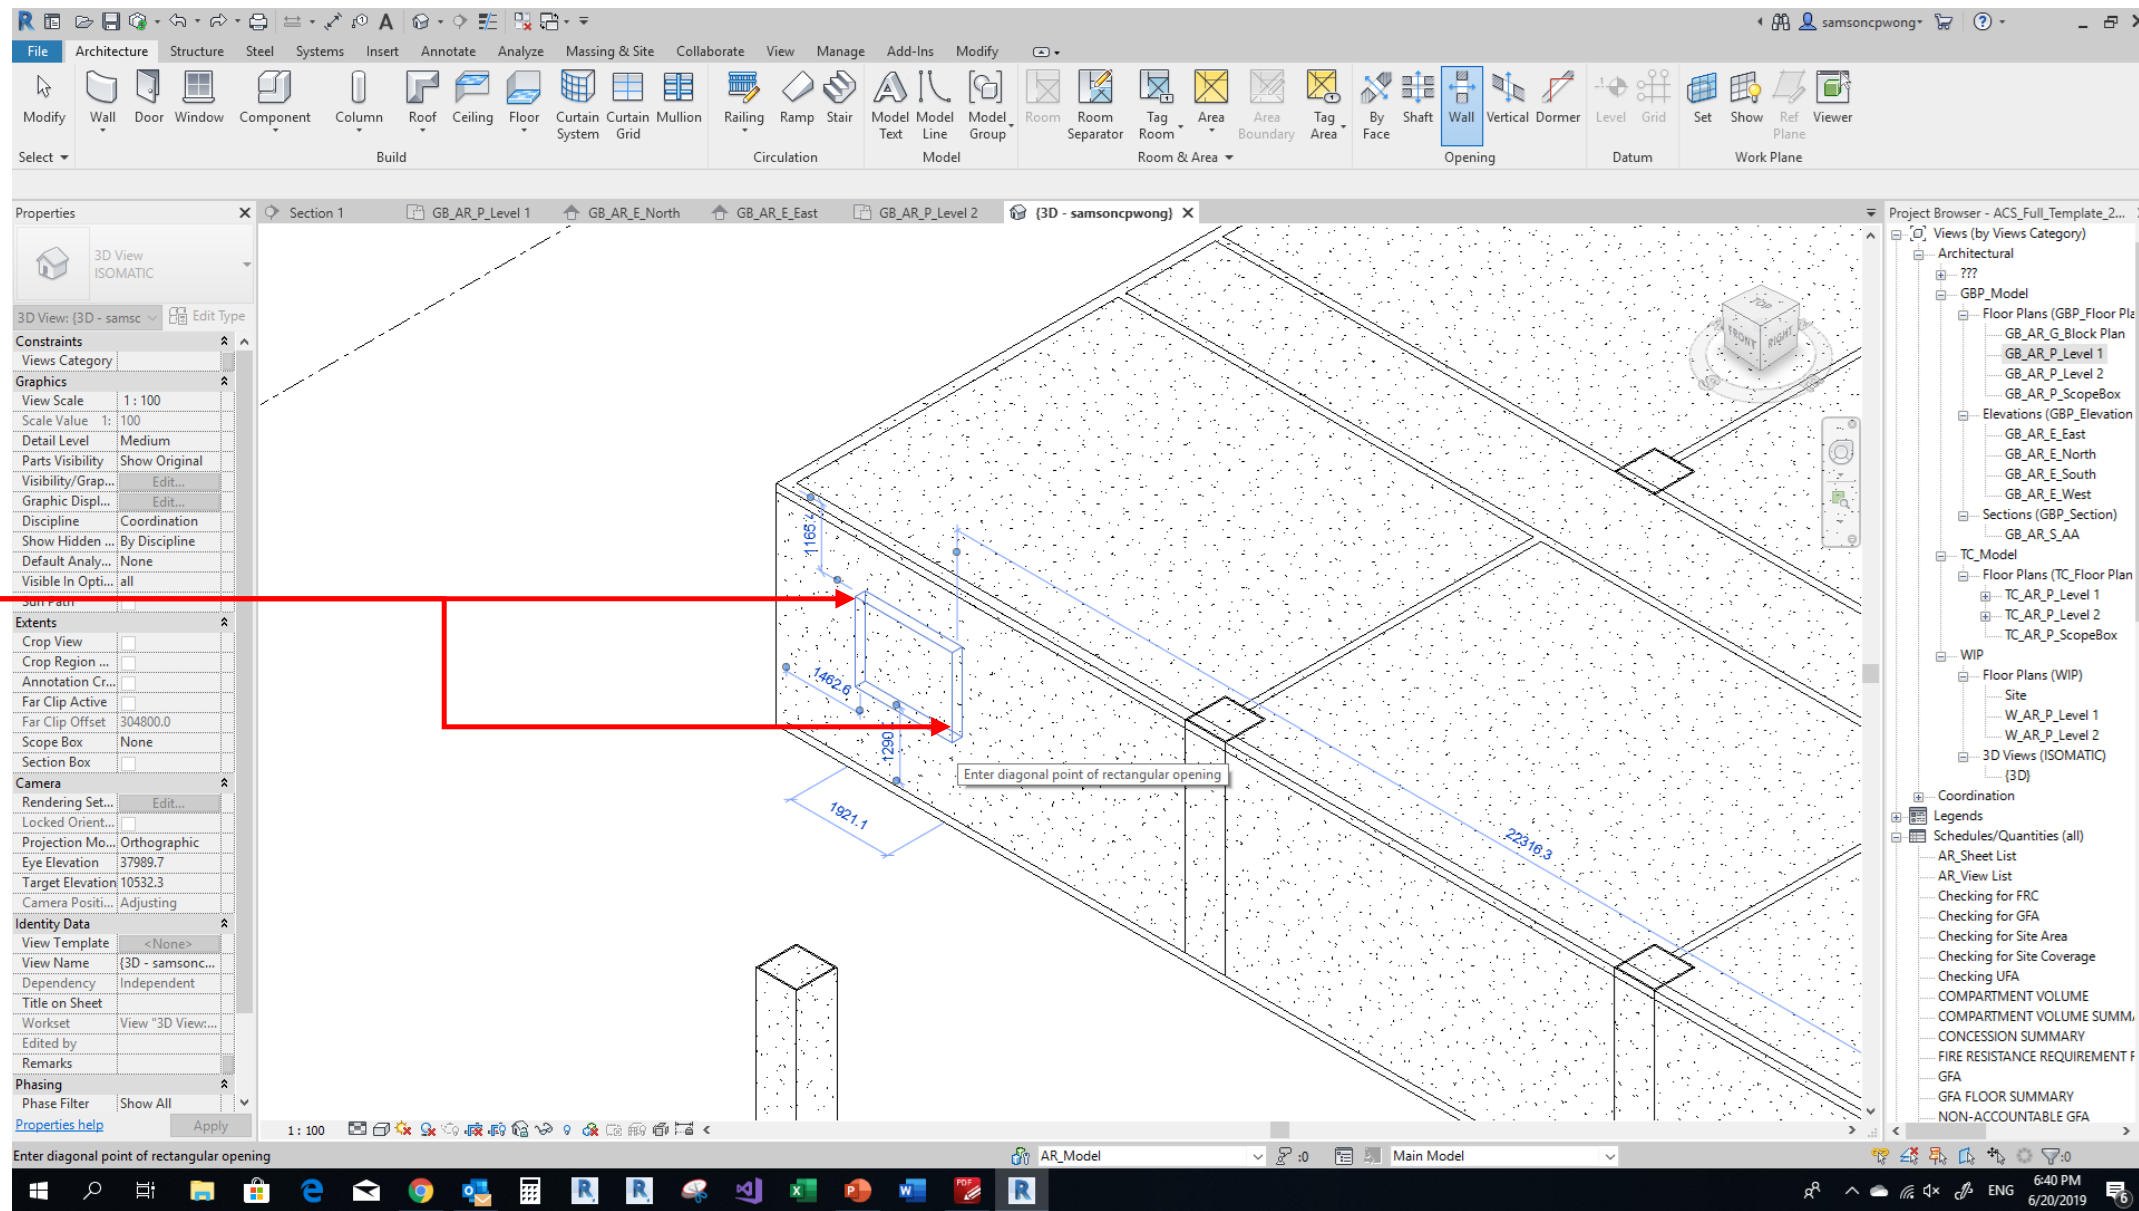 samsoncpwong
File Architecture Structure Steel Systems Insert Annotate Analyze Massing & Site Collaborate View Manage Add-Ins Modify
Modify Wall Door Window Component Column Roof Ceiling Floor Curtain System Curtain Grid Mullion Railing Ramp Stair Model Text Model Line Model Group Room Room Separator Tag Room Area Area Boundary Tag Area By Face Shaft Wall Vertical Dormer Level Grid Set Show Ref Plane Viewer
Select Build Circulation Model Room & Area Opening Datum Work Plane
Properties
Section 1 GB_AR_P_Level 1 GB_AR_E_North GB_AR_E_East GB_AR_P_Level 2 {3D - samsoncpwong}
Project Browser - ACS_Full_Template_2...
3D View
ISOMATIC
3D View: {3D - samsc Edit Type
Constraints
Views Category
Graphics
View Scale 1 : 100
Scale Value 1: 100
Detail Level Medium
Parts Visibility Show Original
Visibility/Grap... Edit...
Graphic Displ... Edit...
Discipline Coordination
Show Hidden ... By Discipline
Default Analy... None
Visible In Opti... all
Sun Path
Extents
Crop View
Crop Region ...
Annotation Cr...
Far Clip Active
Far Clip Offset 304800.0
Scope Box None
Section Box
Camera
Rendering Set... Edit...
Locked Orient...
Projection Mo... Orthographic
Eye Elevation 37989.7
Target Elevation 10532.3
Camera Positi... Adjusting
Identity Data
View Template <None>
View Name {3D - samsonc...
Dependency Independent
Title on Sheet
Workset View "3D View:...
Edited by
Remarks
Phasing
Phase Filter Show All
Properties help Apply
TOP
FRONT
RIGHT
1462.6
1921.1
22316.3
Enter diagonal point of rectangular opening
Views (by Views Category)
Architectural
???
GBP_Model
Floor Plans (GBP_Floor Pla
GB_AR_G_Block Plan
GB_AR_P_Level 1
GB_AR_P_Level 2
GB_AR_P_ScopeBox
Elevations (GBP_Elevation
GB_AR_E_East
GB_AR_E_North
GB_AR_E_South
GB_AR_E_West
Sections (GBP_Section)
GB_AR_S_AA
TC_Model
Floor Plans (TC_Floor Plan
TC_AR_P_Level 1
TC_AR_P_Level 2
TC_AR_P_ScopeBox
WIP
Floor Plans (WIP)
Site
W_AR_P_Level 1
W_AR_P_Level 2
3D Views (ISOMATIC)
{3D}
Coordination
Legends
Schedules/Quantities (all)
AR_Sheet List
AR_View List
Checking for FRC
Checking for GFA
Checking for Site Area
Checking for Site Coverage
Checking UFA
COMPARTMENT VOLUME
COMPARTMENT VOLUME SUMM
CONCESSION SUMMARY
FIRE RESISTANCE REQUIREMENT F
GFA
GFA FLOOR SUMMARY
NON-ACCOUNTABLE GFA
1 : 100
Enter diagonal point of rectangular opening AR_Model :0 Main Model :0
ENG 6:40 PM
6/20/2019 6